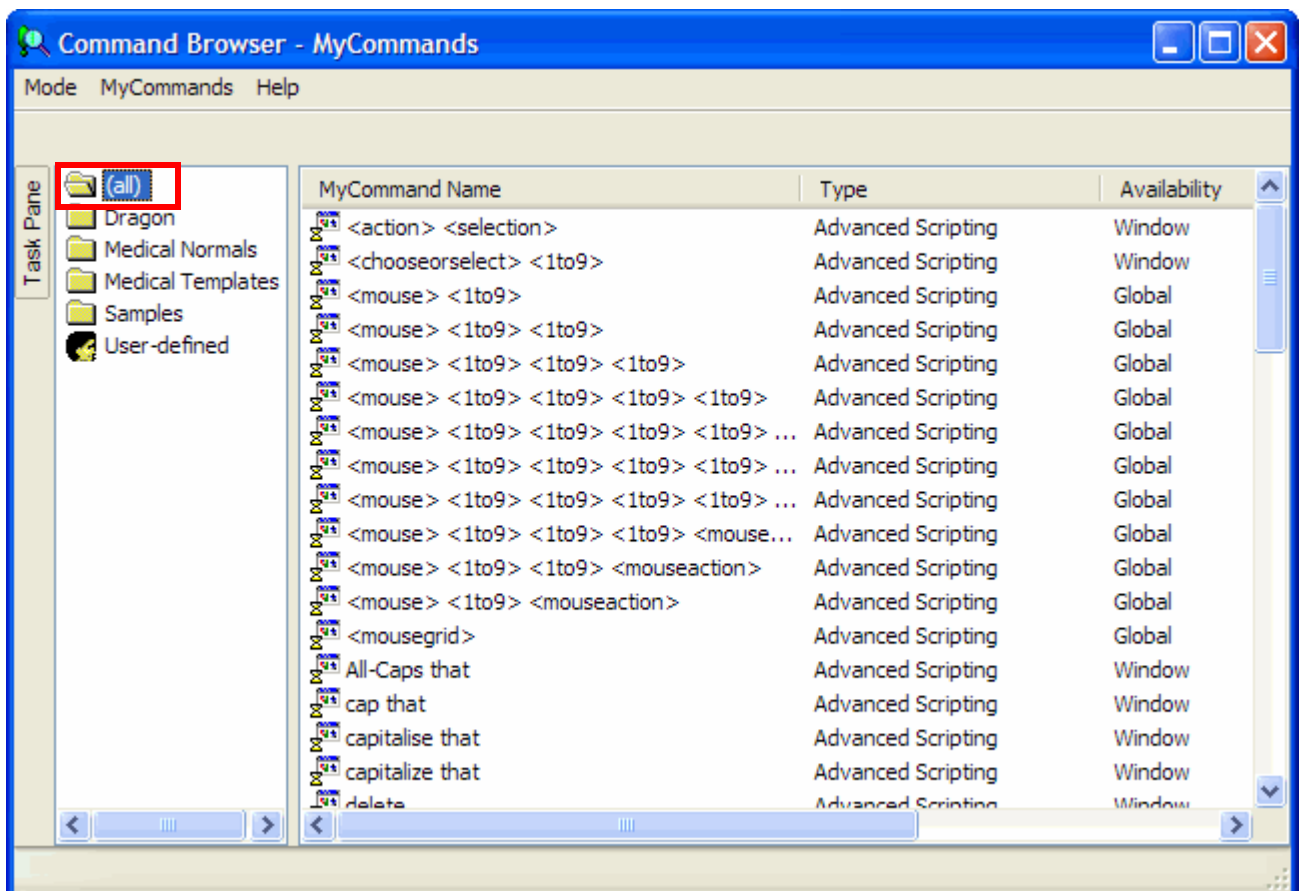 Command Browser - MyCommands
Mode MyCommands Help
Task Pane
(all)
Dragon
Medical Normals
Medical Templates
Samples
User-defined
MyCommand Name Type Availability
<action> <selection> Advanced Scripting Window
<chooseorselect> <1to9> Advanced Scripting Window
<mouse> <1to9> Advanced Scripting Global
<mouse> <1to9> <1to9> Advanced Scripting Global
<mouse> <1to9> <1to9> <1to9> Advanced Scripting Global
<mouse> <1to9> <1to9> <1to9> <1to9> Advanced Scripting Global
<mouse> <1to9> <1to9> <1to9> <1to9> ... Advanced Scripting Global
<mouse> <1to9> <1to9> <1to9> <1to9> ... Advanced Scripting Global
<mouse> <1to9> <1to9> <1to9> <1to9> ... Advanced Scripting Global
<mouse> <1to9> <1to9> <1to9> <mouse... Advanced Scripting Global
<mouse> <1to9> <1to9> <mouseaction> Advanced Scripting Global
<mouse> <1to9> <mouseaction> Advanced Scripting Global
<mousegrid> Advanced Scripting Global
All-Caps that Advanced Scripting Window
cap that Advanced Scripting Window
capitalise that Advanced Scripting Window
capitalize that Advanced Scripting Window
delete Advanced Scripting Window